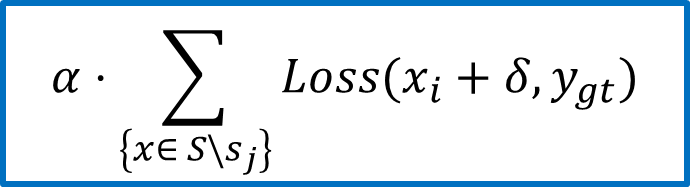 α · ∑_{x∈ S\s_j} Loss(x_i + δ, y_gt)